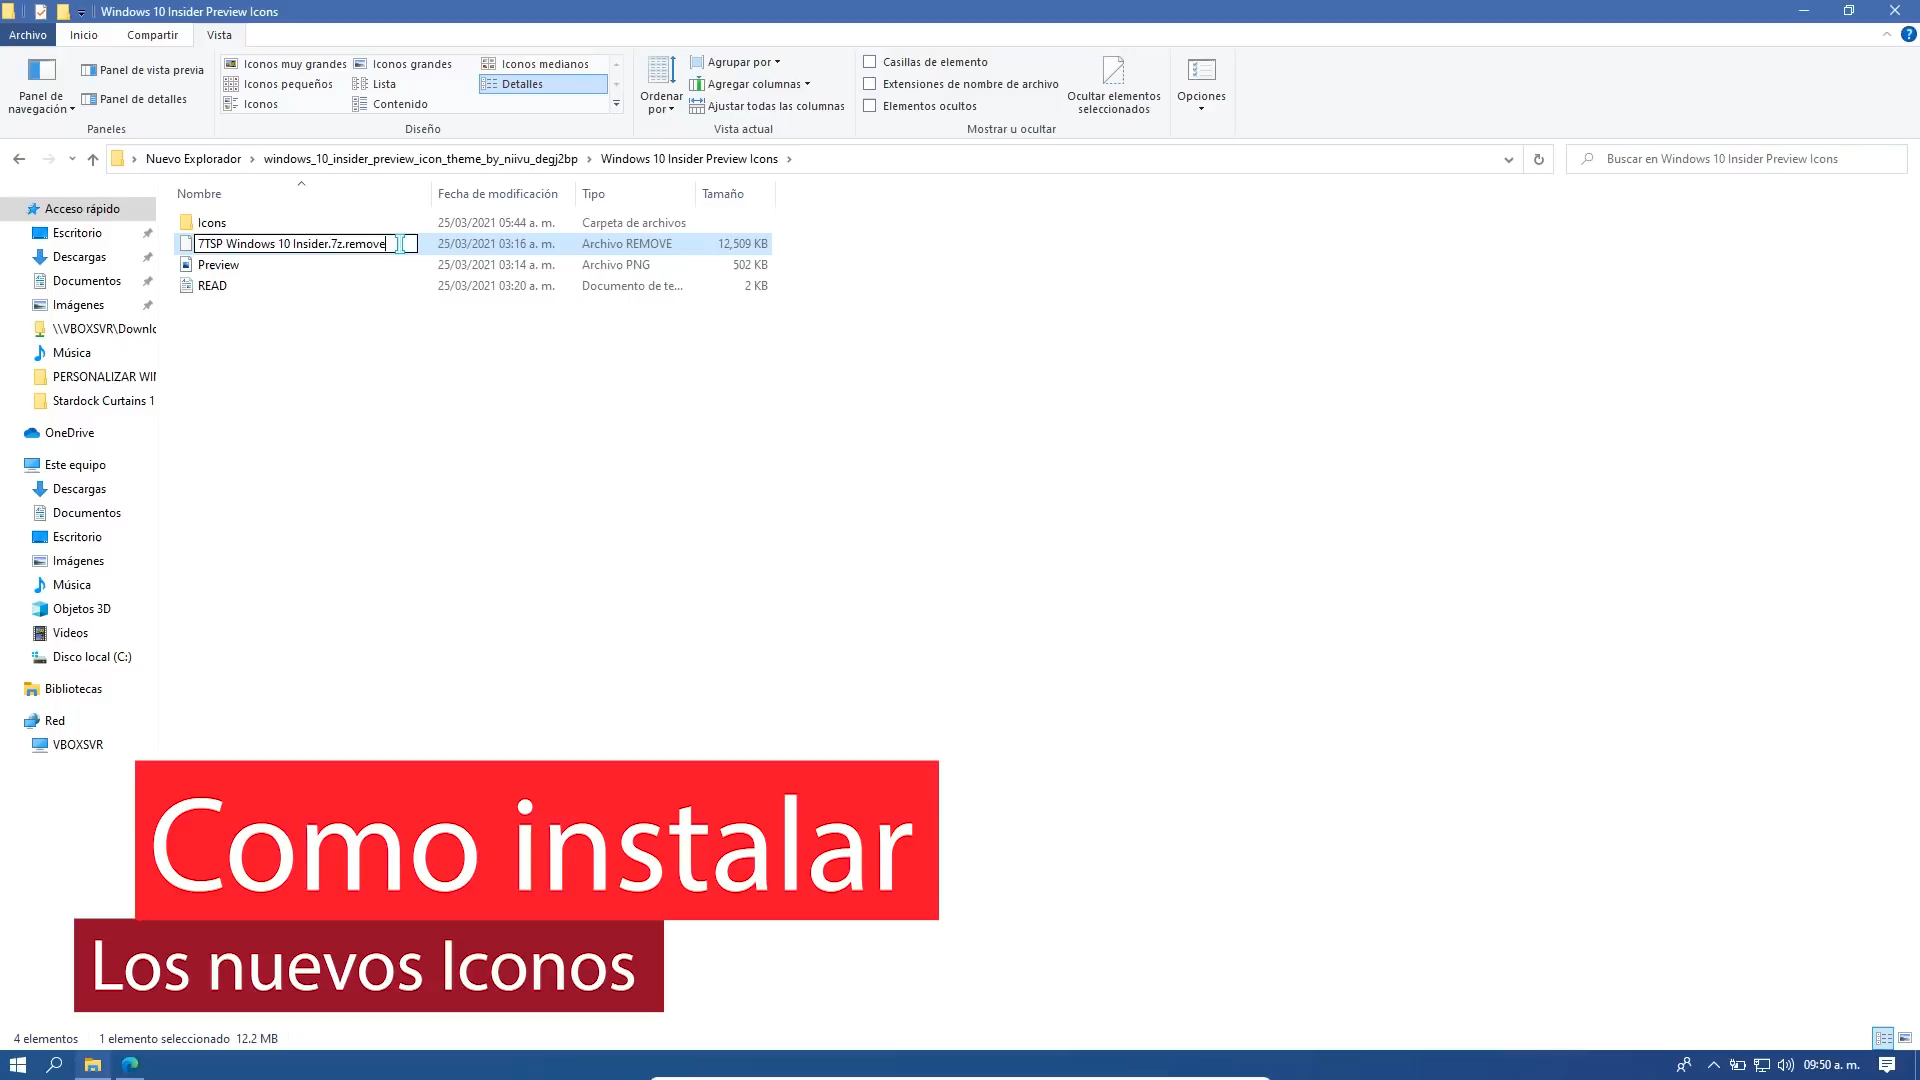 Windows 10 Insider Preview Icons
Archivo Inicio Compartir Vista
Panel de navegación
Panel de vista previa
Panel de detalles
Paneles
Iconos muy grandes Iconos grandes Iconos medianos
Iconos pequeños Lista Detalles
Iconos Contenido
Diseño
Ordenar por
Agrupar por
Agregar columnas
Ajustar todas las columnas
Vista actual
Casillas de elemento
Extensiones de nombre de archivo
Elementos ocultos
Ocultar elementos seleccionados
Mostrar u ocultar
Opciones
Nuevo Explorador windows_10_insider_preview_icon_theme_by_niivu_degj2bp Windows 10 Insider Preview Icons
Buscar en Windows 10 Insider Preview Icons
Nombre Fecha de modificación Tipo Tamaño
Icons 25/03/2021 05:44 a. m. Carpeta de archivos
7TSP Windows 10 Insider.7z.remove 25/03/2021 03:16 a. m. Archivo REMOVE 12,509 KB
Preview 25/03/2021 03:14 a. m. Archivo PNG 502 KB
READ 25/03/2021 03:20 a. m. Documento de te... 2 KB
Acceso rápido
Escritorio
Descargas
Documentos
Imágenes
\\VBOXSVR\Downlo
Música
PERSONALIZAR WIN
Stardock Curtains 1
OneDrive
Este equipo
Descargas
Documentos
Escritorio
Imágenes
Música
Objetos 3D
Videos
Disco local (C:)
Bibliotecas
Red
VBOXSVR
Como instalar
Los nuevos Iconos
4 elementos 1 elemento seleccionado 12.2 MB
09:50 a. m.